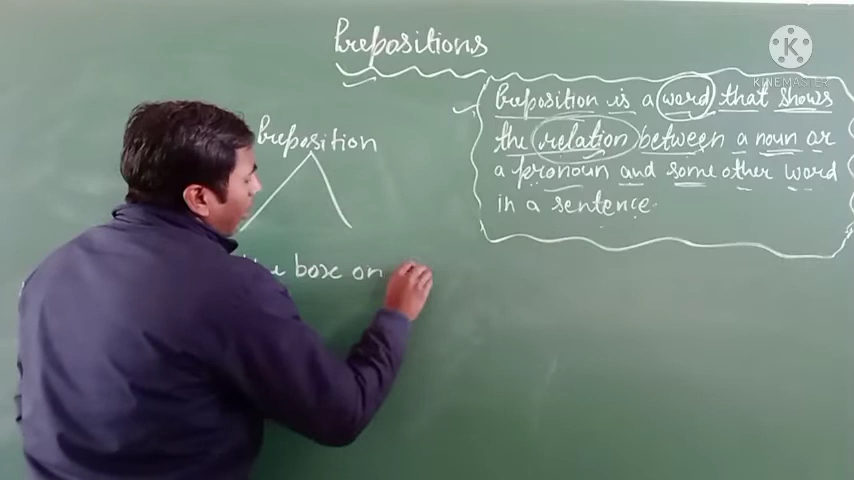 Prepositions
KINEMASTER
Preposition is a word that shows
the relation between a noun or
a pronoun and some other word
in a sentence
Preposition
box on